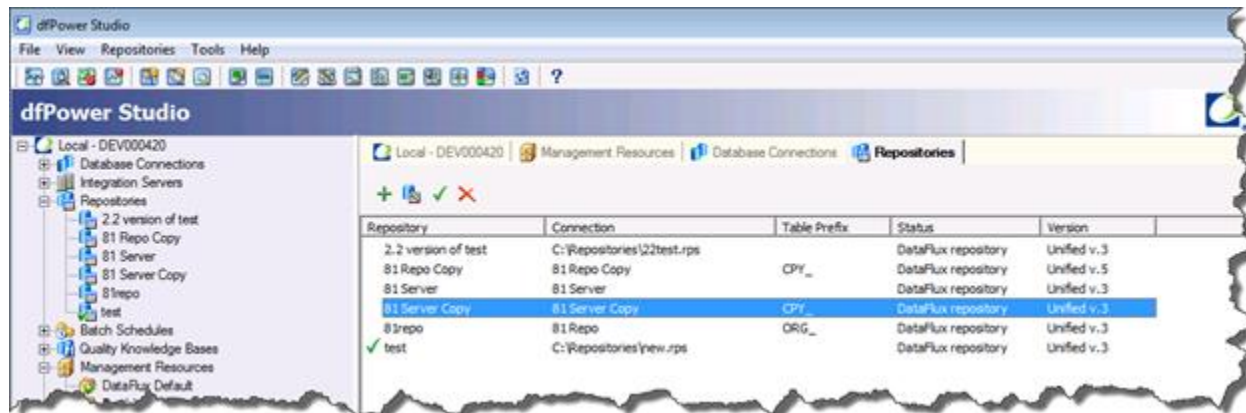 dfPower Studio
File View Repositories Tools Help
dfPower Studio
Local - DEV000420
Database Connections
Integration Servers
Repositories
2.2 version of test
81 Repo Copy
81 Server
81 Server Copy
81repo
test
Batch Schedules
Quality Knowledge Bases
Management Resources
DataFlux Default
Local - DEV000420 Management Resources Database Connections Repositories
Repository Connection Table Prefix Status Version
2.2 version of test C:\Repositories\22test.rps DataFlux repository Unified v.3
81 Repo Copy 81 Repo Copy CPY_ DataFlux repository Unified v.5
81 Server 81 Server DataFlux repository Unified v.3
81 Server Copy 81 Server Copy CPY_ DataFlux repository Unified v.3
81repo 81 Repo ORG_ DataFlux repository Unified v.3
test C:\Repositories\new.rps DataFlux repository Unified v.3